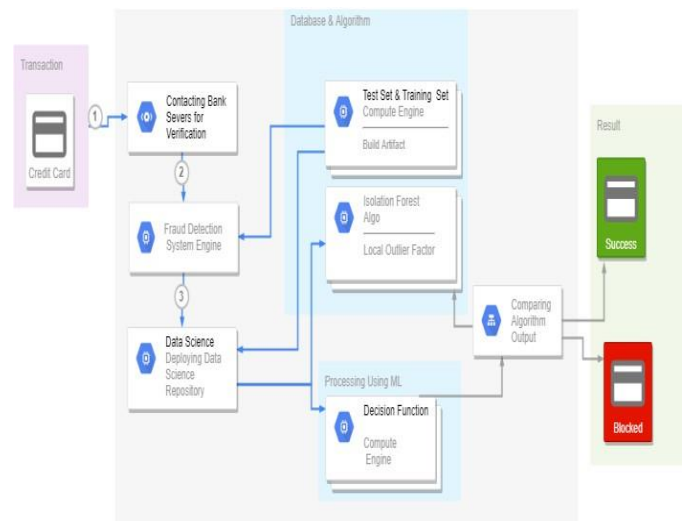 Database & Algorithm
Transaction
Credit Card
1
Contacting Bank
Severs for
Verification
2
Fraud Detection
System Engine
3
Data Science
Deploying Data
Science
Repository
Test Set & Training Set
Compute Engine
Build Artifact
Isolation Forest
Algo
Local Outlier Factor
Processing Using ML
Decision Function
Compute
Engine
Comparing
Algorithm
Output
Result
Success
Blocked